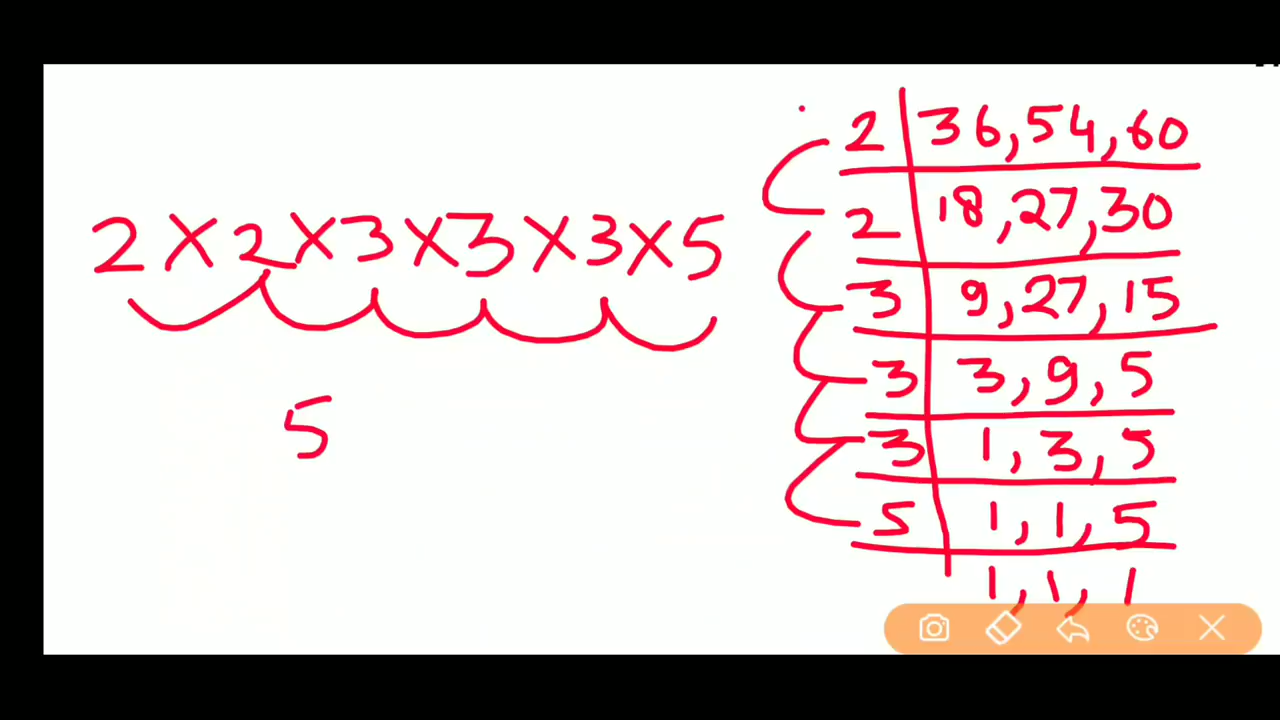 2 × 2 × 3 × 3 × 3 × 5
5
2 | 36, 54, 60
2 | 18, 27, 30
3 | 9, 27, 15
3 | 3, 9, 5
3 | 1, 3, 5
5 | 1, 1, 5
1, 1, 1